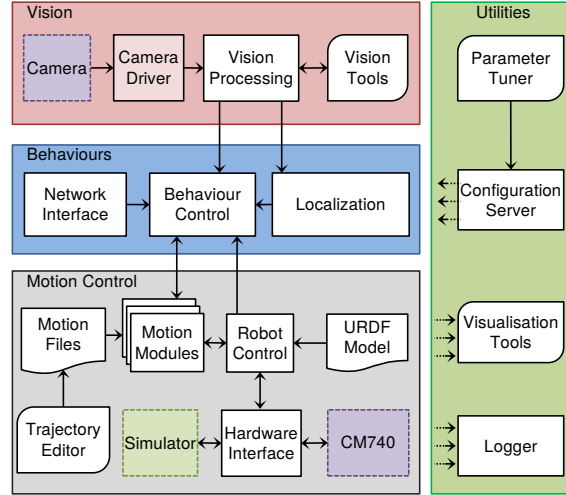 Vision
Camera
Camera
Driver
Vision
Processing
Vision
Tools
Behaviours
Network
Interface
Behaviour
Control
Localization
Motion Control
Motion
Files
Motion
Modules
Robot
Control
URDF
Model
Trajectory
Editor
Simulator
Hardware
Interface
CM740
Utilities
Parameter
Tuner
Configuration
Server
Visualisation
Tools
Logger